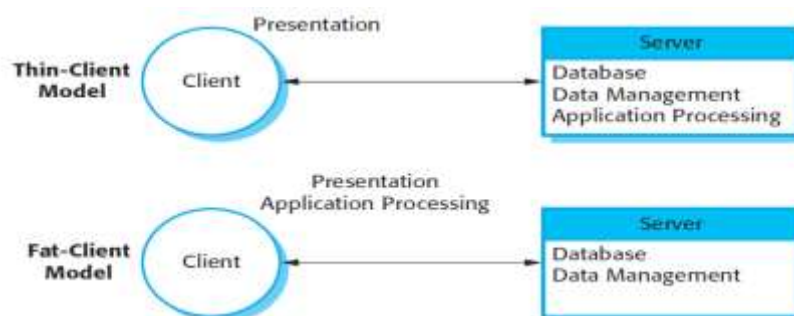 Presentation
Thin-Client
Model
Client
Server
Database
Data Management
Application Processing
Presentation
Application Processing
Fat-Client
Model
Client
Server
Database
Data Management